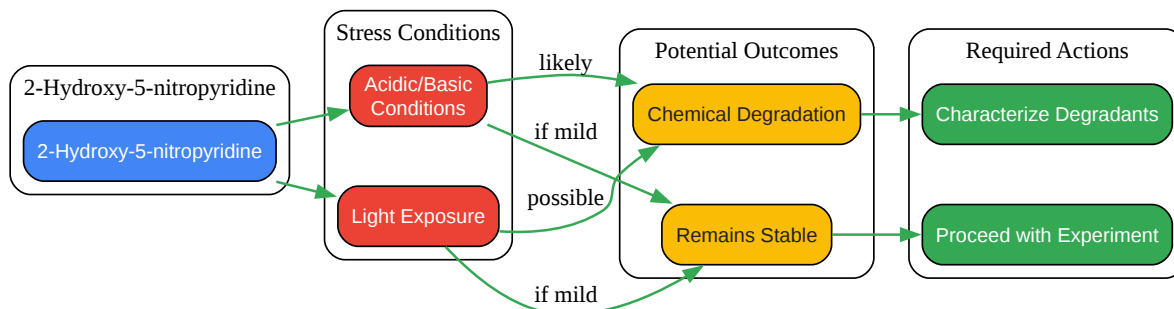 2-Hydroxy-5-nitropyridine
2-Hydroxy-5-nitropyridine
Stress Conditions
Acidic/Basic
Conditions
Light Exposure
likely
if mild
possible
if mild
Potential Outcomes
Chemical Degradation
Remains Stable
Required Actions
Characterize Degradants
Proceed with Experiment